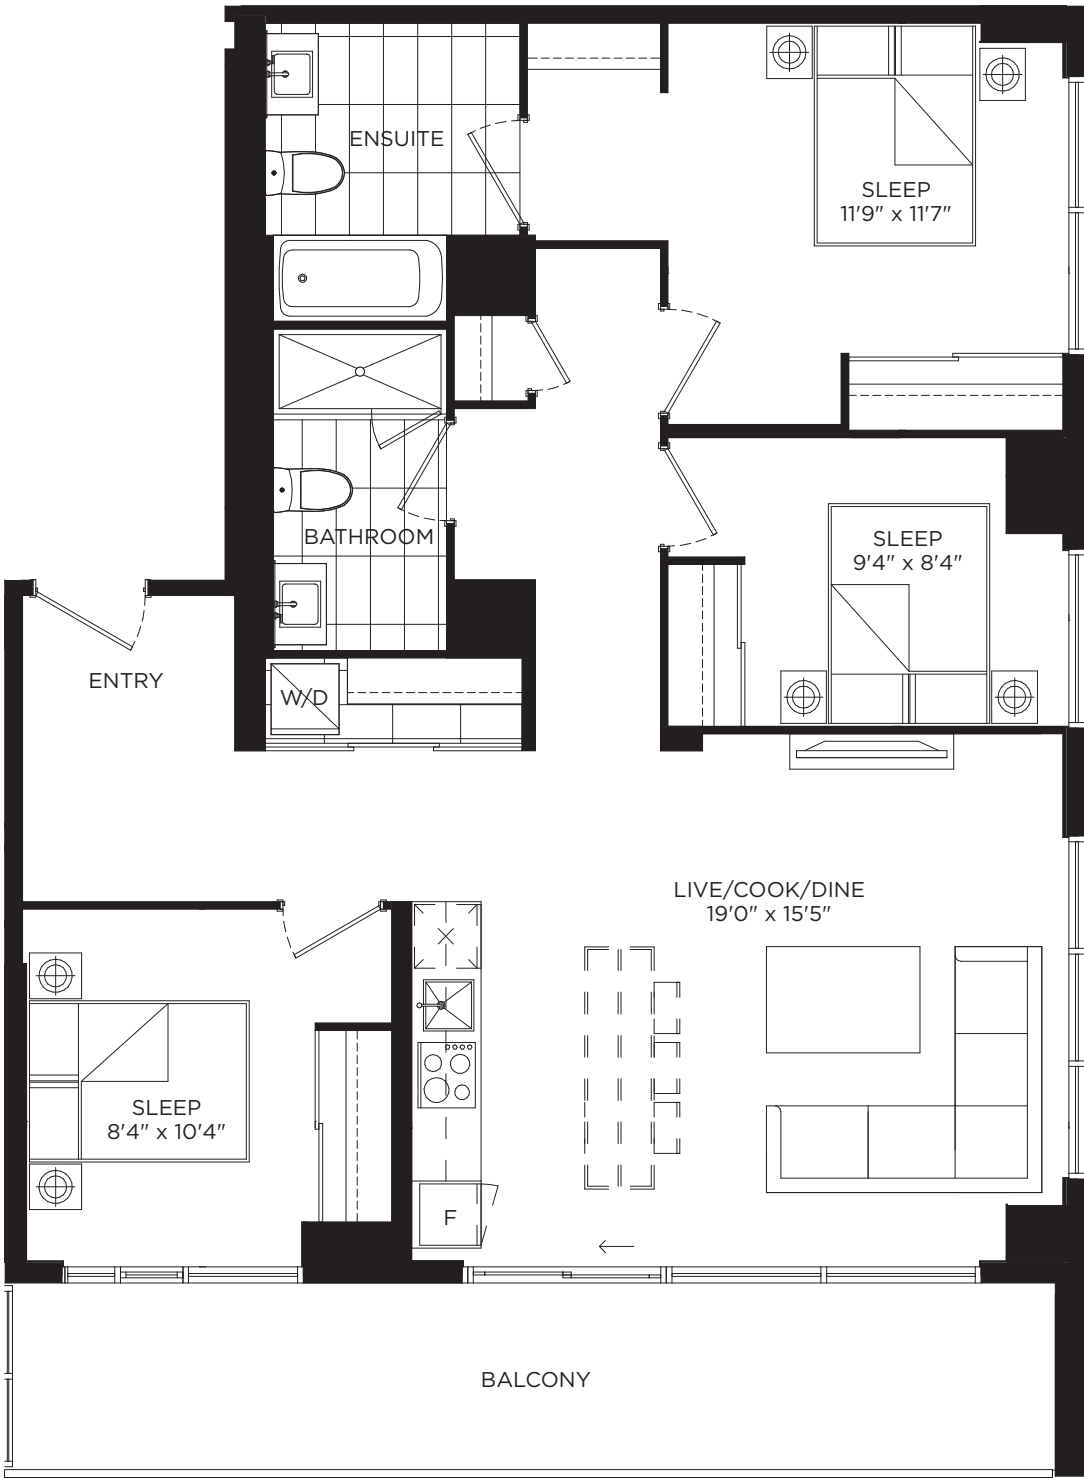 ENSUITE
SLEEP
11'9" x 11'7"
BATHROOM
SLEEP
9'4" x 8'4"
ENTRY
W/D
LIVE/COOK/DINE
19'0" x 15'5"
SLEEP
8'4" x 10'4"
F
BALCONY